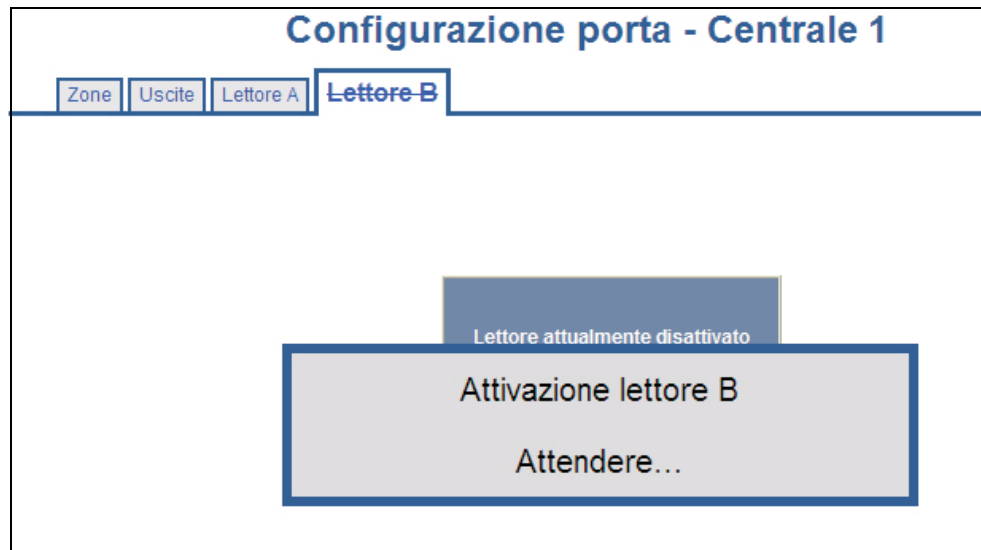 Configurazione porta - Centrale 1
Zone Uscite Lettore A Lettore B
Lettore attualmente disattivato
Attivazione lettore B
Attendere...